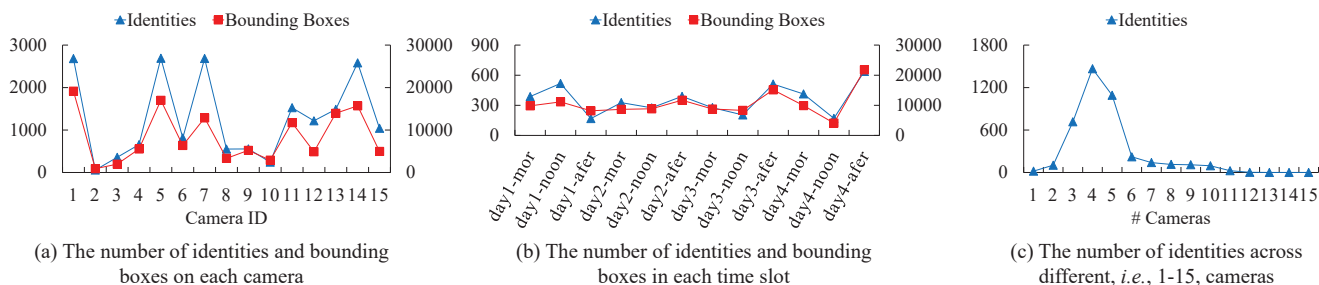 Identities Bounding Boxes
3000
2000
1000
0
30000
20000
10000
0
1 2 3 4 5 6 7 8 9 10 11 12 13 14 15
Camera ID
(a) The number of identities and bounding
boxes on each camera
Identities Bounding Boxes
900
600
300
0
30000
20000
10000
0
day1-mor
day1-noon
day1-afer
day2-mor
day2-noon
day2-afer
day3-mor
day3-noon
day3-afer
day4-mor
day4-noon
day4-afer
(b) The number of identities and bounding
boxes in each time slot
Identities
1800
1200
600
0
1 2 3 4 5 6 7 8 9 10 11 12 13 14 15
# Cameras
(c) The number of identities across
different, i.e., 1-15, cameras